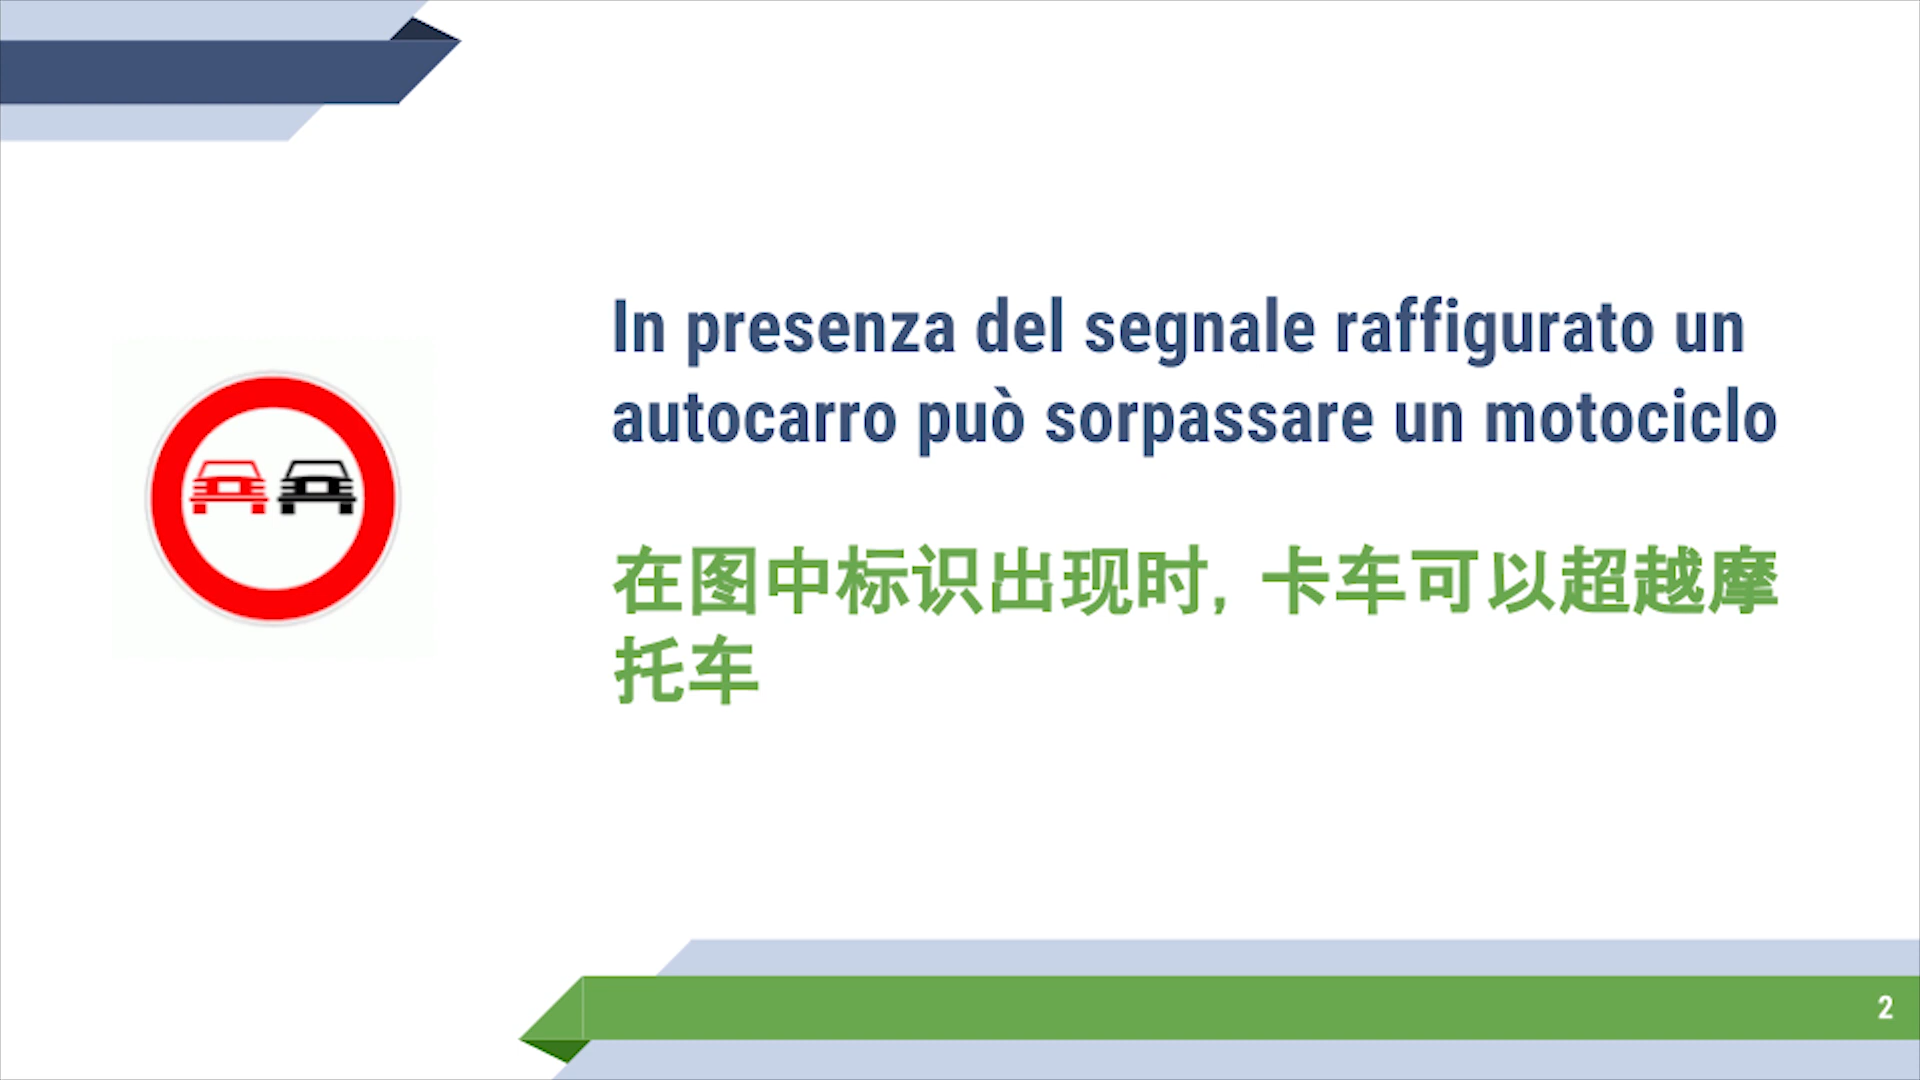 In presenza del segnale raffigurato un
autocarro può sorpassare un motociclo
在图中标识出现时, 卡车可以超越摩
托车
2